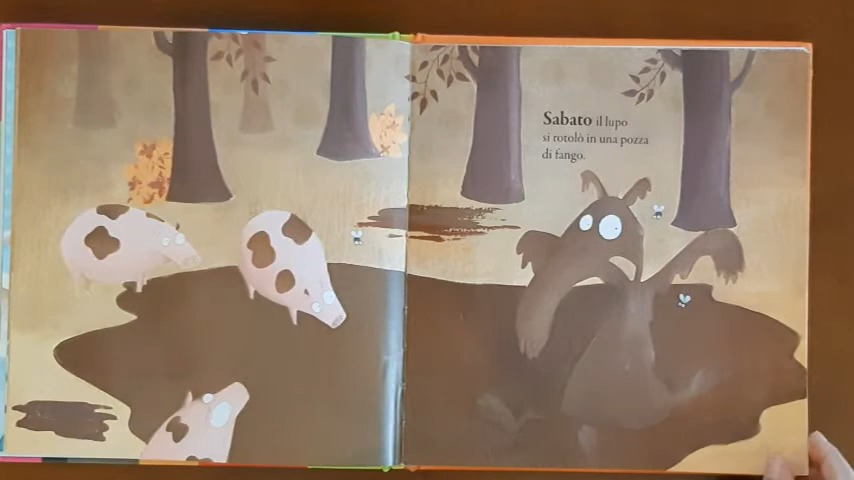 Sabato il lupo
si rotolò in una pozza
di fango.